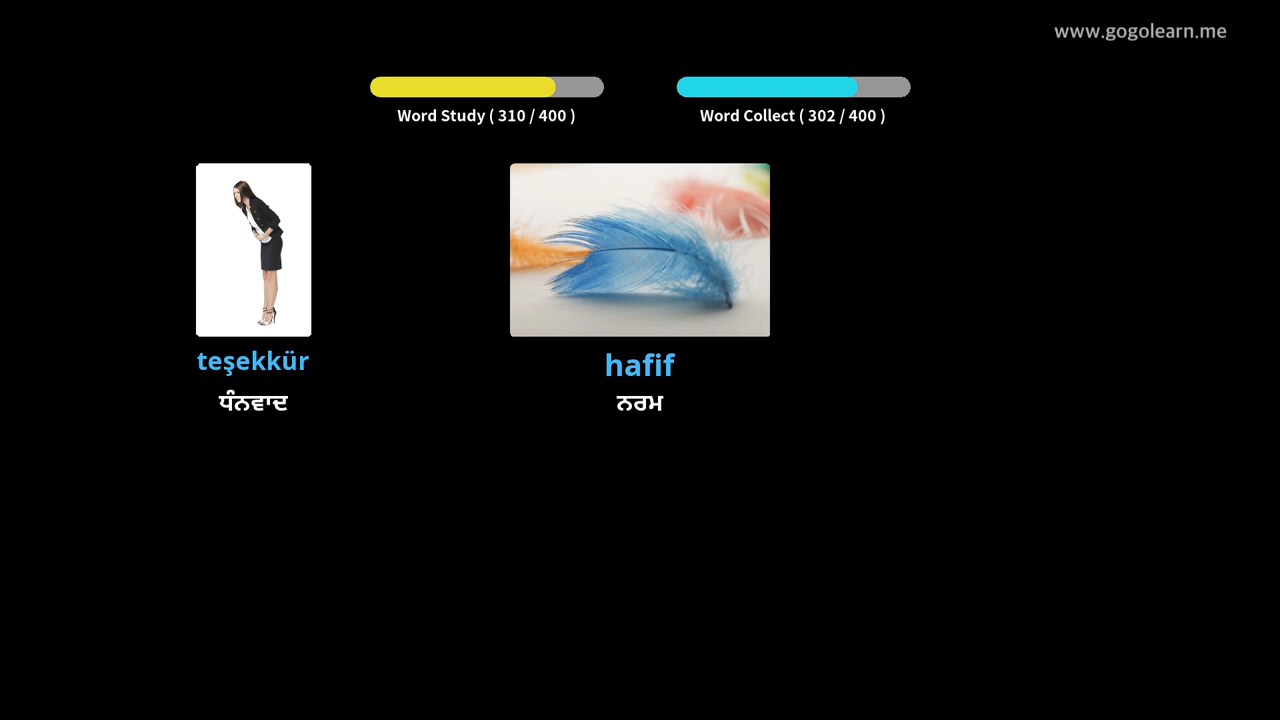 www.gogolearn.me
Word Study ( 310 / 400 )
Word Collect ( 302 / 400 )
teşekkür
ਧੰਨਵਾਦ
hafif
ਨਰਮ